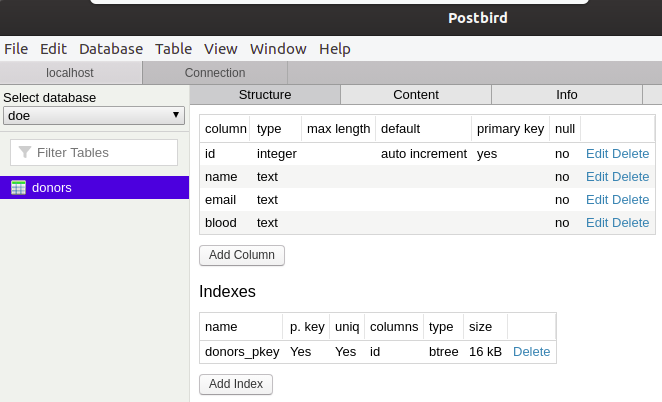 Postbird
File Edit Database Table View Window Help
localhost Connection
Select database
doe
Filter Tables
donors
Structure Content Info
column type max length default primary key null
id integer auto increment yes no Edit Delete
name text no Edit Delete
email text no Edit Delete
blood text no Edit Delete
Add Column
Indexes
name p. key uniq columns type size
donors_pkey Yes Yes id btree 16 kB Delete
Add Index